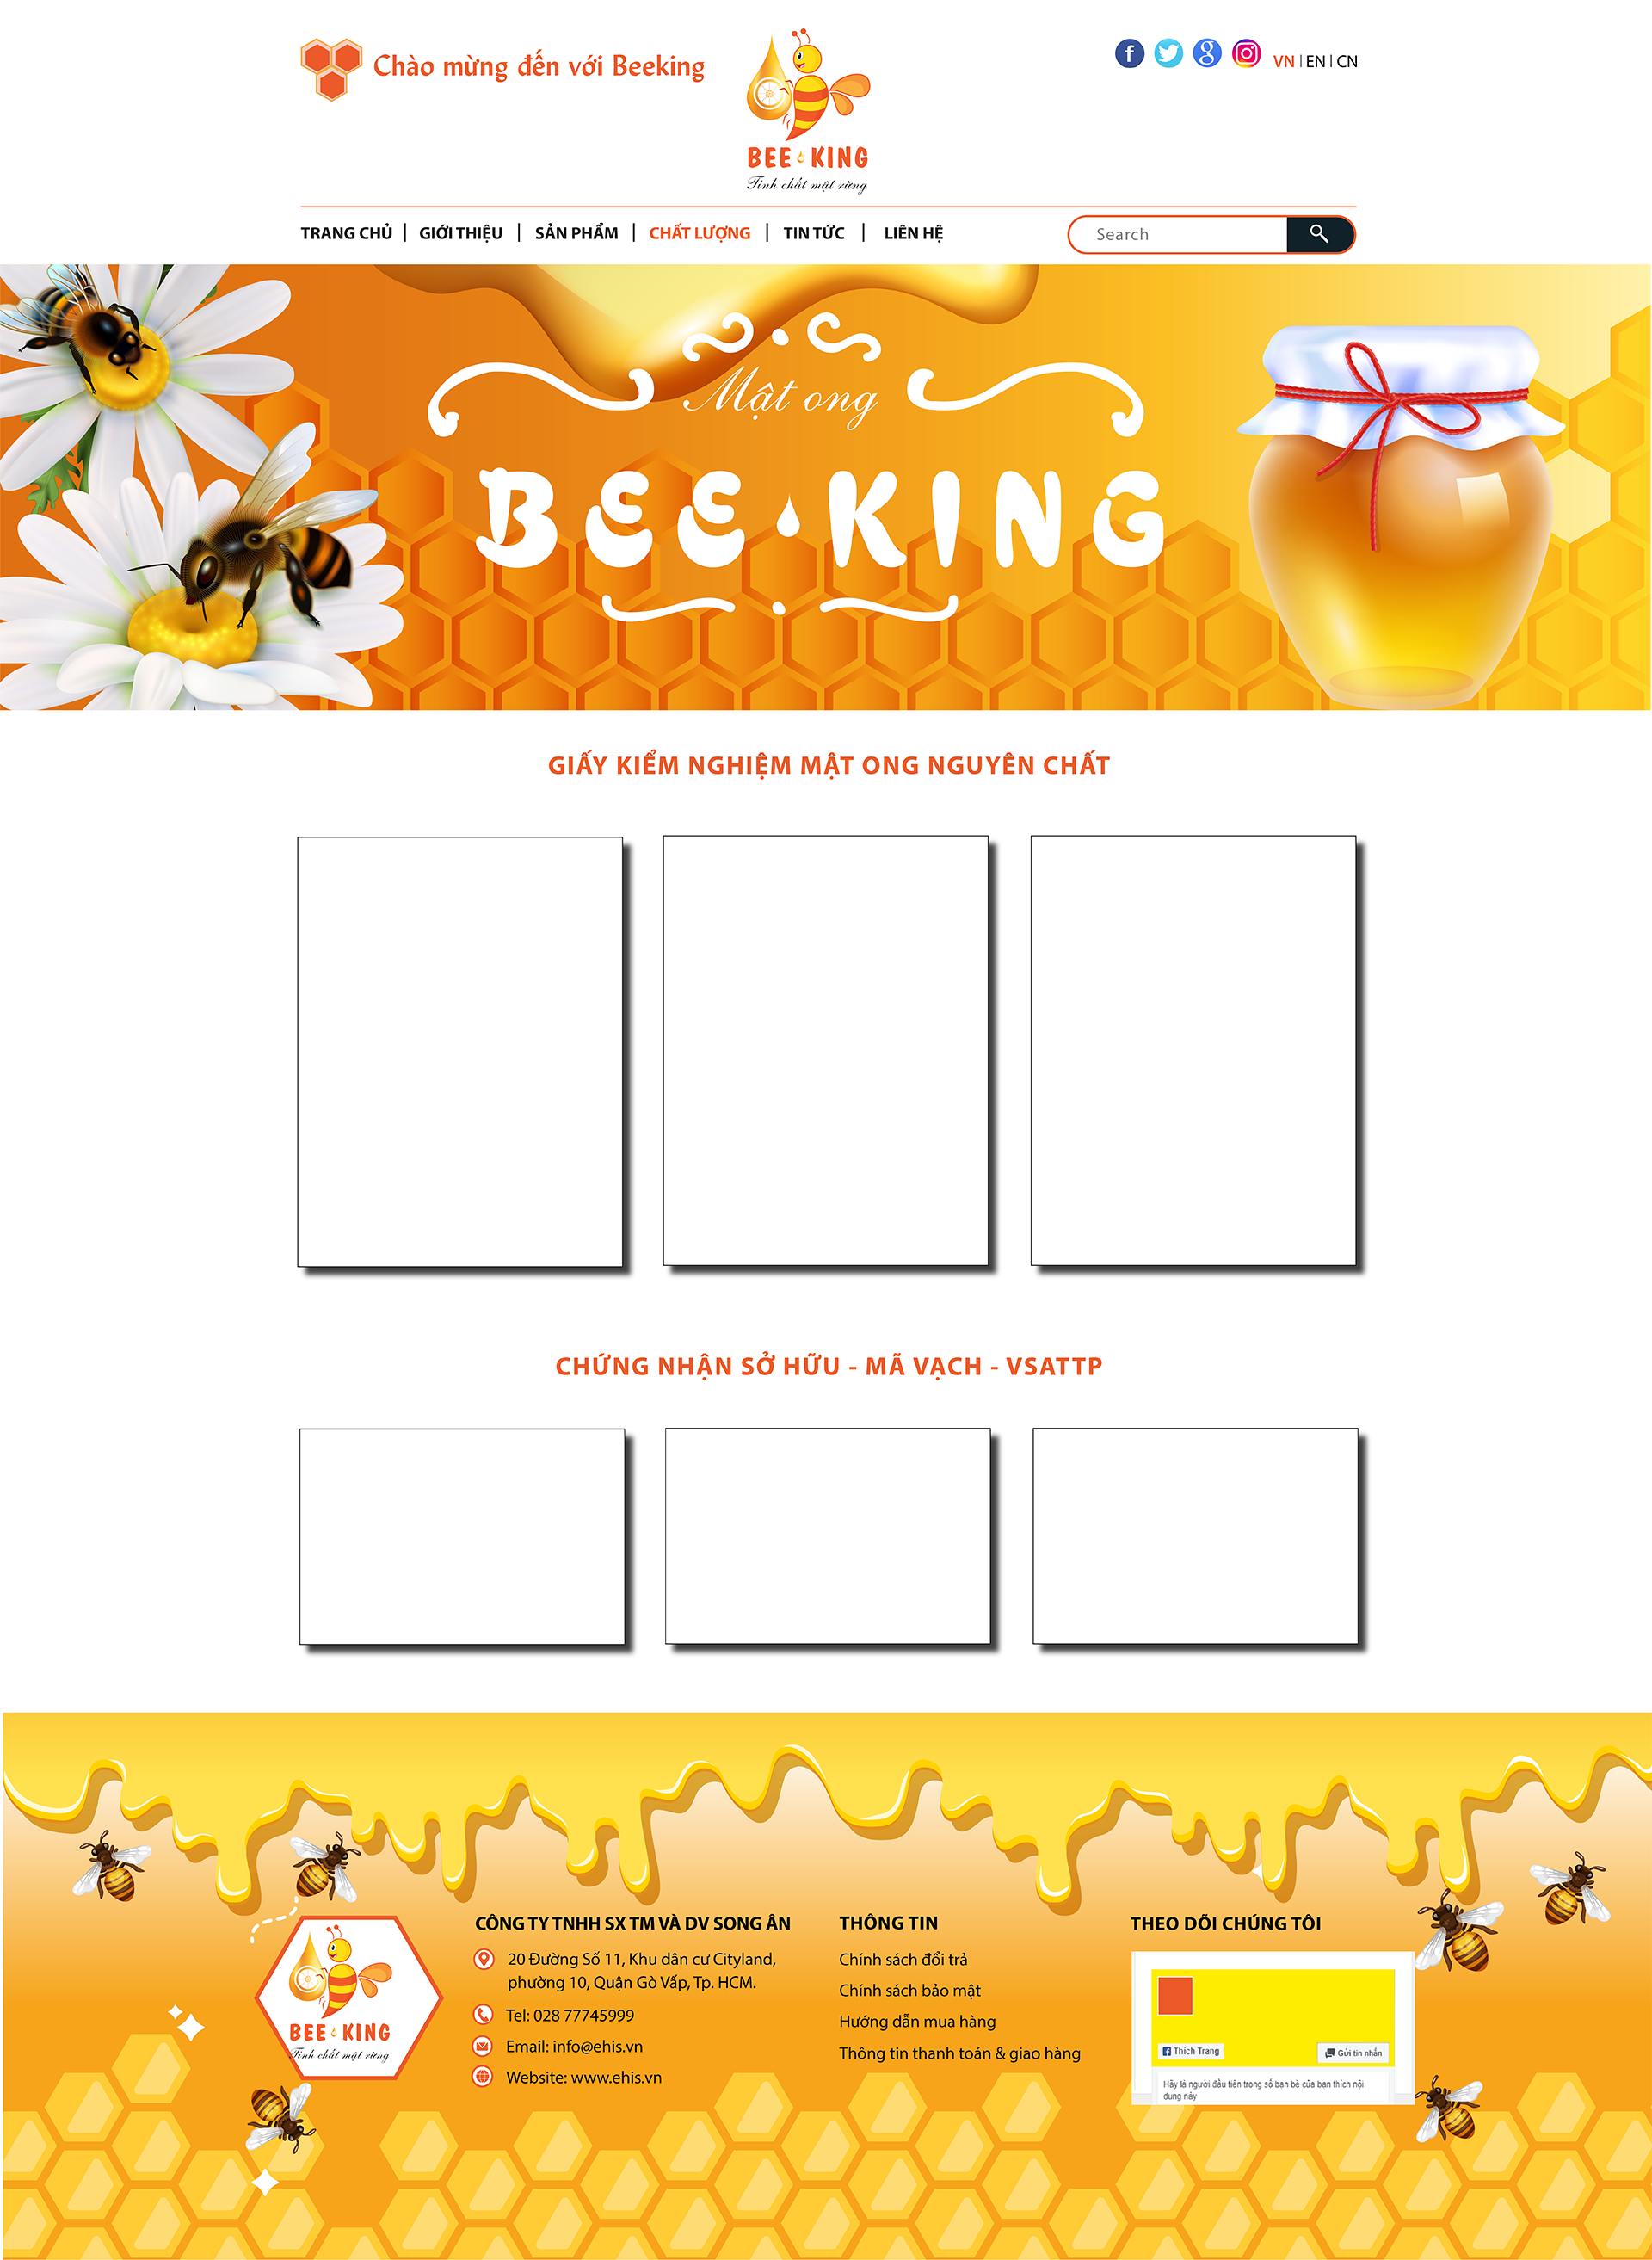 Chào mừng đến với Beeking
BEE KING
Tinh chất mật rừng
VN | EN | CN
TRANG CHỦ | GIỚI THIỆU | SẢN PHẨM | CHẤT LƯỢNG | TIN TỨC | LIÊN HỆ
Search
Mật ong
BEE KING
GIẤY KIỂM NGHIỆM MẬT ONG NGUYÊN CHẤT
CHỨNG NHẬN SỞ HỮU - MÃ VẠCH - VSATTP
BEE KING
Tinh chất mật rừng
CÔNG TY TNHH SX TM VÀ DV SONG ÂN
20 Đường Số 11, Khu dân cư Cityland,
phường 10, Quận Gò Vấp, Tp. HCM.
Tel: 028 77745999
Email: info@ehis.vn
Website: www.ehis.vn
THÔNG TIN
Chính sách đổi trả
Chính sách bảo mật
Hướng dẫn mua hàng
Thông tin thanh toán & giao hàng
THEO DÕI CHÚNG TÔI
Thích Trang
Gửi tin nhắn
Hãy là người đầu tiên trong số bạn bè của bạn thích nội
dung này